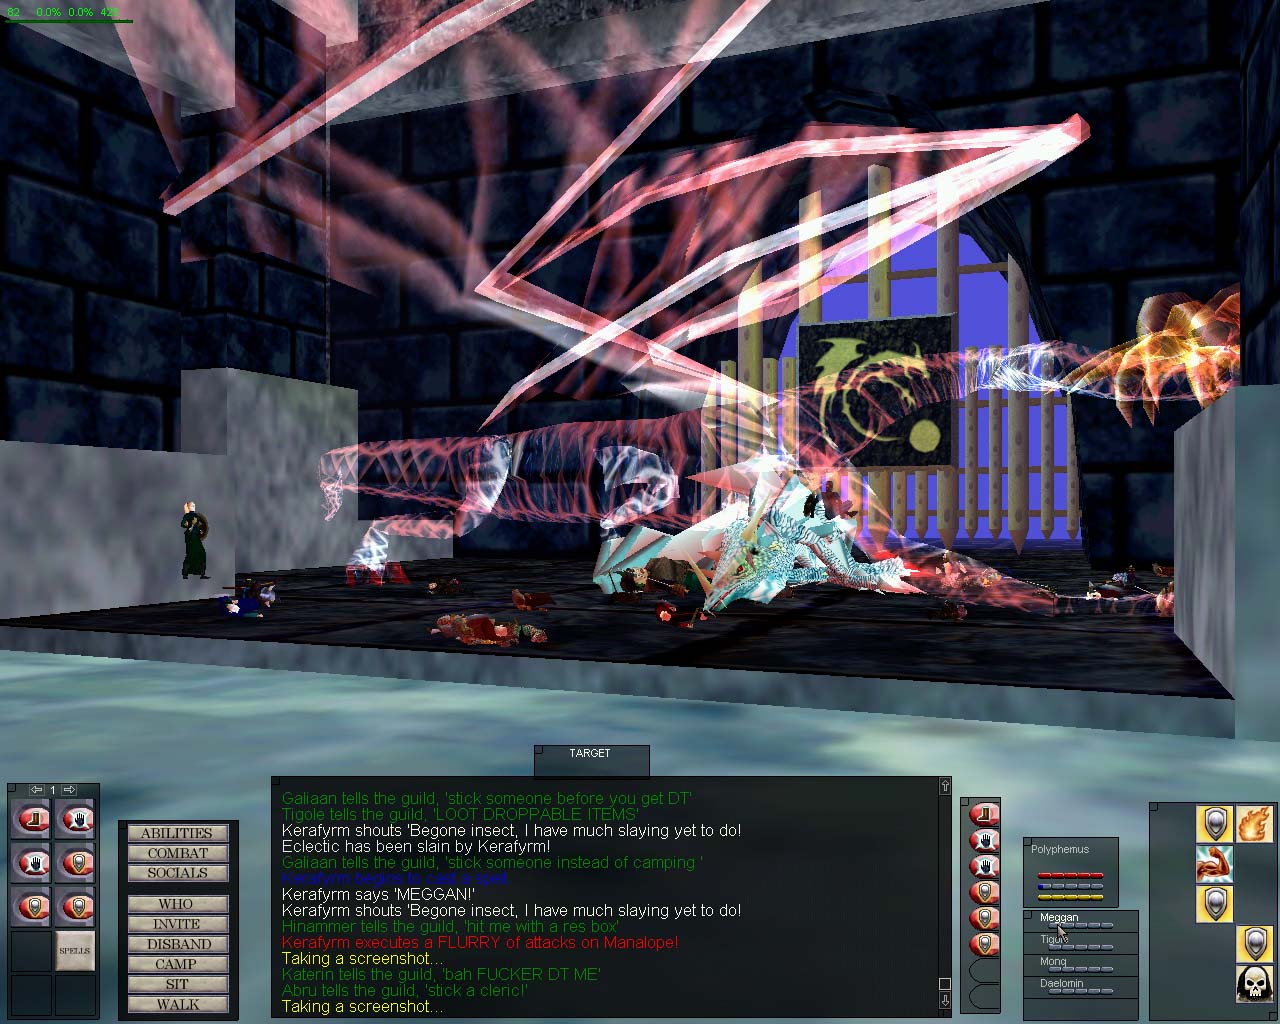 82 0.0% 0.0%
TARGET
1
ABILITIES
COMBAT
SOCIALS
WHO
INVITE
DISBAND
CAMP
SIT
WALK
SPELLS
Galiaan tells the guild, 'stick someone before you get DT'
Tigole tells the guild, 'LOOT DROPPABLE ITEMS'
Kerafyrm shouts 'Begone insect, I have much slaying yet to do!
Eclectic has been slain by Kerafyrm!
Galiaan tells the guild, 'stick someone instead of camping '
Kerafyrm begins to cast a spell.
Kerafyrm says 'MEGGAN!'
Kerafyrm shouts 'Begone insect, I have much slaying yet to do!
Hinammer tells the guild, 'hit me with a res box'
Kerafyrm executes a FLURRY of attacks on Manalope!
Taking a screenshot...
Katerin tells the guild, 'bah FUCKER DT ME'
Abru tells the guild, 'stick a cleric!'
Taking a screenshot...
Polyphemus
Meggan
Tigole
Mong
Daelomin